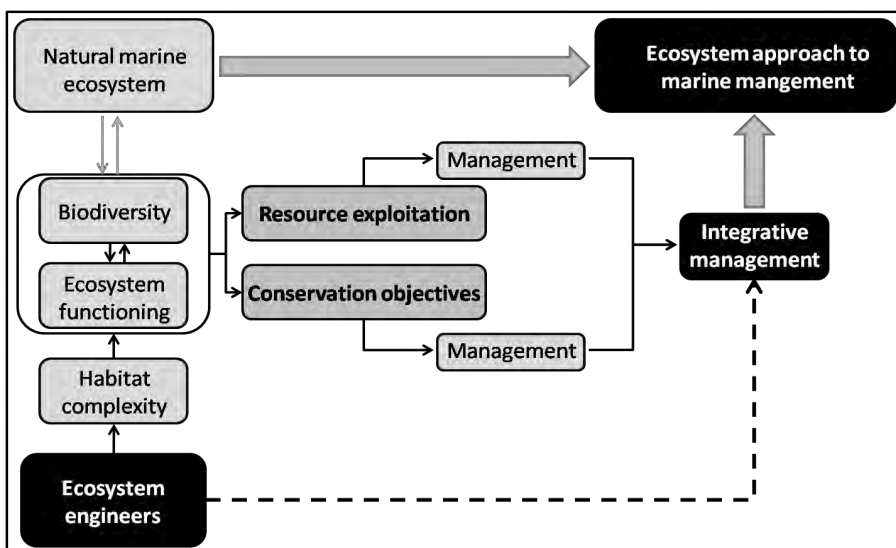 Natural marine
ecosystem
Ecosystem approach to
marine mangement
Biodiversity
Ecosystem
functioning
Resource exploitation
Conservation objectives
Management
Management
Integrative
management
Habitat
complexity
Ecosystem
engineers